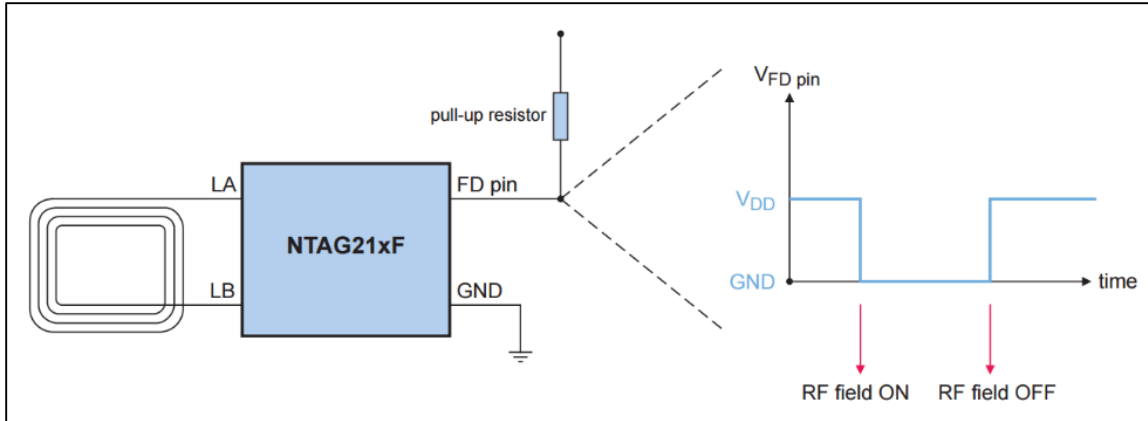 pull-up resistor
LA
FD pin
NTAG21xF
LB
GND
VFD pin
VDD
GND
time
RF field ON
RF field OFF